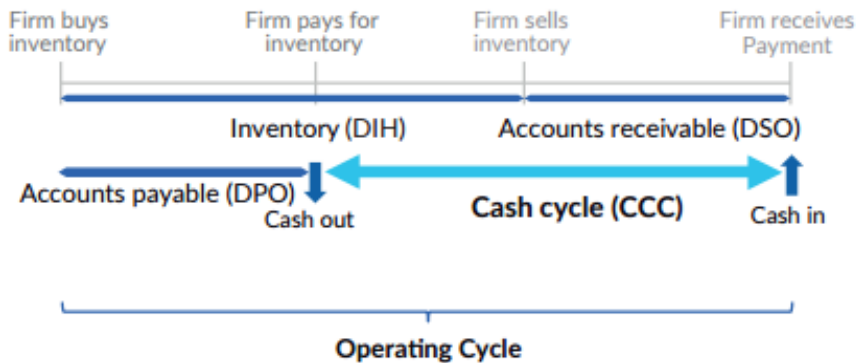 Firm buys
inventory
Firm pays for
inventory
Firm sells
inventory
Firm receives
Payment
Inventory (DIH)
Accounts receivable (DSO)
Accounts payable (DPO)
Cash out
Cash cycle (CCC)
Cash in
Operating Cycle